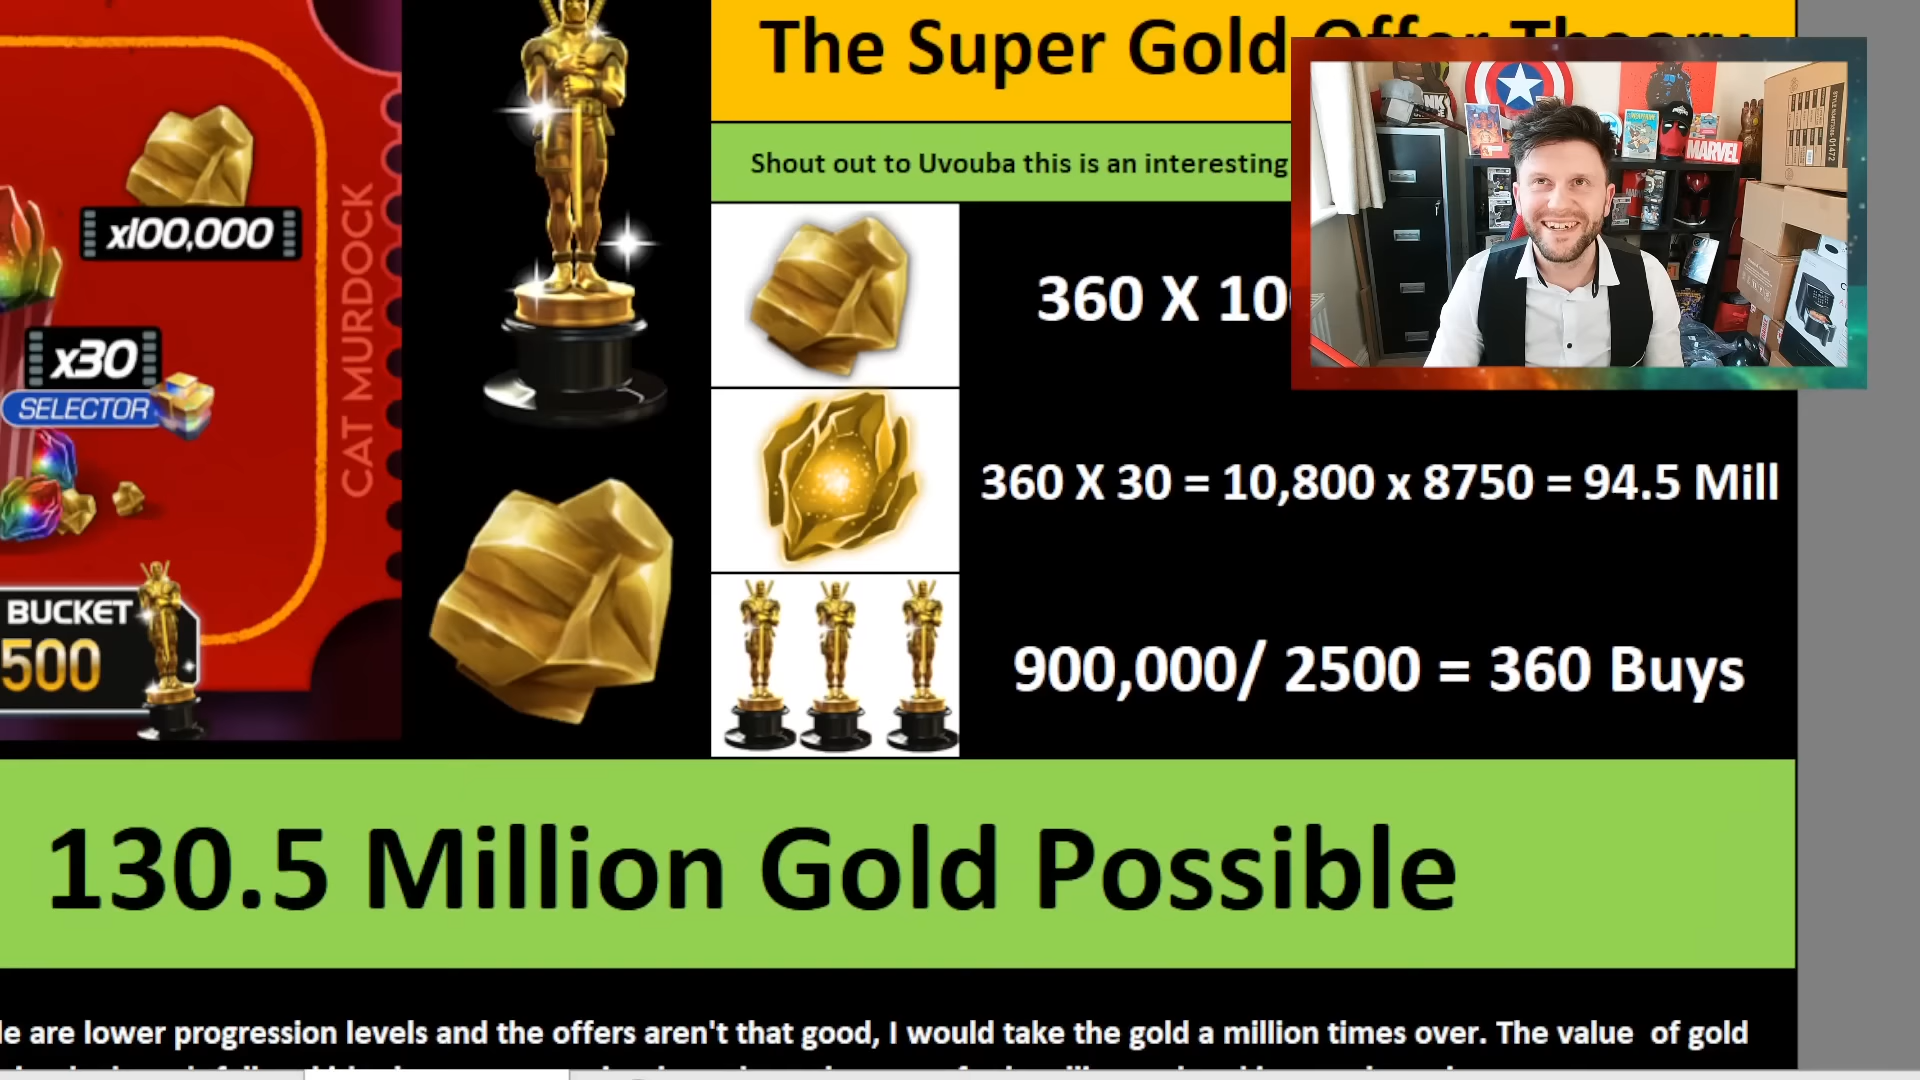 The Super Gold
Shout out to Uvouba this is an interesting
x100,000
CAT MURDOCK
360 X 10
x30
SELECTOR
360 X 30 = 10,800 x 8750 = 94.5 Mill
BUCKET
500
900,000/ 2500 = 360 Buys
MARVEL
130.5 Million Gold Possible
are lower progression levels and the offers aren't that good, I would take the gold a million times over. The value of gold